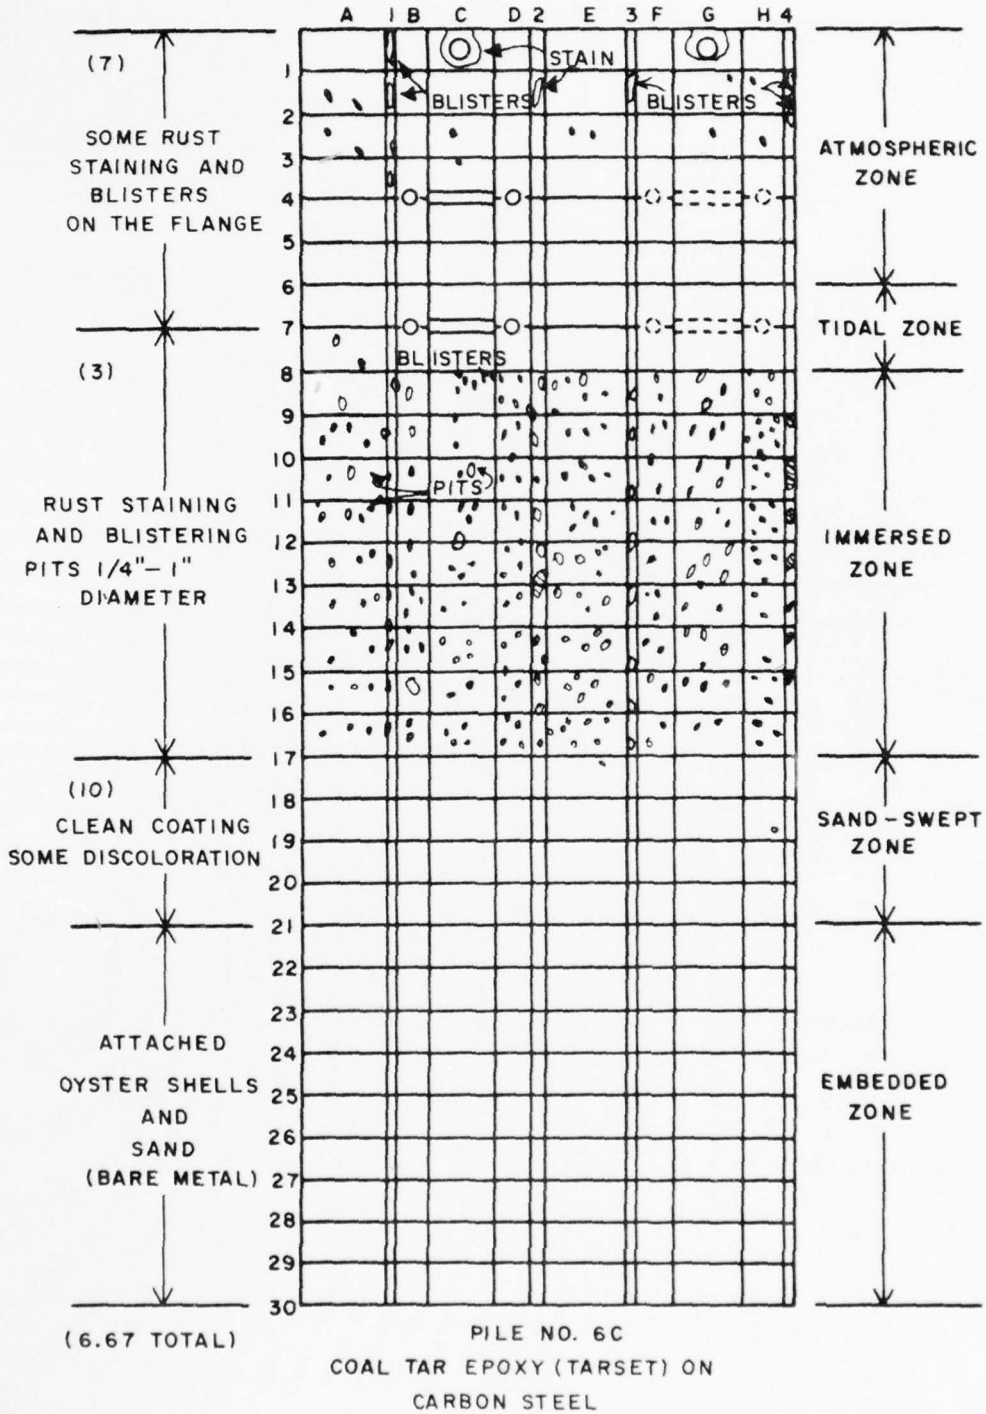 A 1 B C D 2 E 3 F G H 4
(7)
SOME RUST
STAINING AND
BLISTERS
ON THE FLANGE
(3)
RUST STAINING
AND BLISTERING
PITS 1/4"–1"
DIAMETER
(10)
CLEAN COATING
SOME DISCOLORATION
ATTACHED
OYSTER SHELLS
AND
SAND
(BARE METAL)
(6.67 TOTAL)
1
2
3
4
5
6
7
8
9
10
11
12
13
14
15
16
17
18
19
20
21
22
23
24
25
26
27
28
29
30
STAIN
BLISTERS
BLISTERS
BLISTERS
PITS
ATMOSPHERIC
ZONE
TIDAL ZONE
IMMERSED
ZONE
SAND-SWEPT
ZONE
EMBEDDED
ZONE
PILE NO. 6C
COAL TAR EPOXY (TARSET) ON
CARBON STEEL